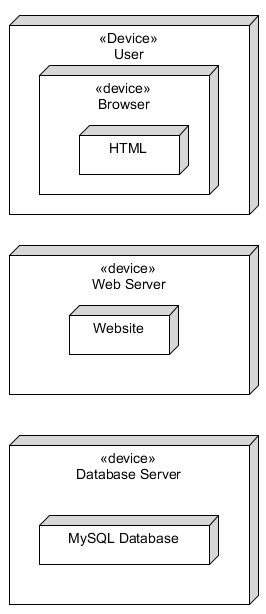 «Device»
User
«device»
Browser
HTML
«device»
Web Server
Website
«device»
Database Server
MySQL Database